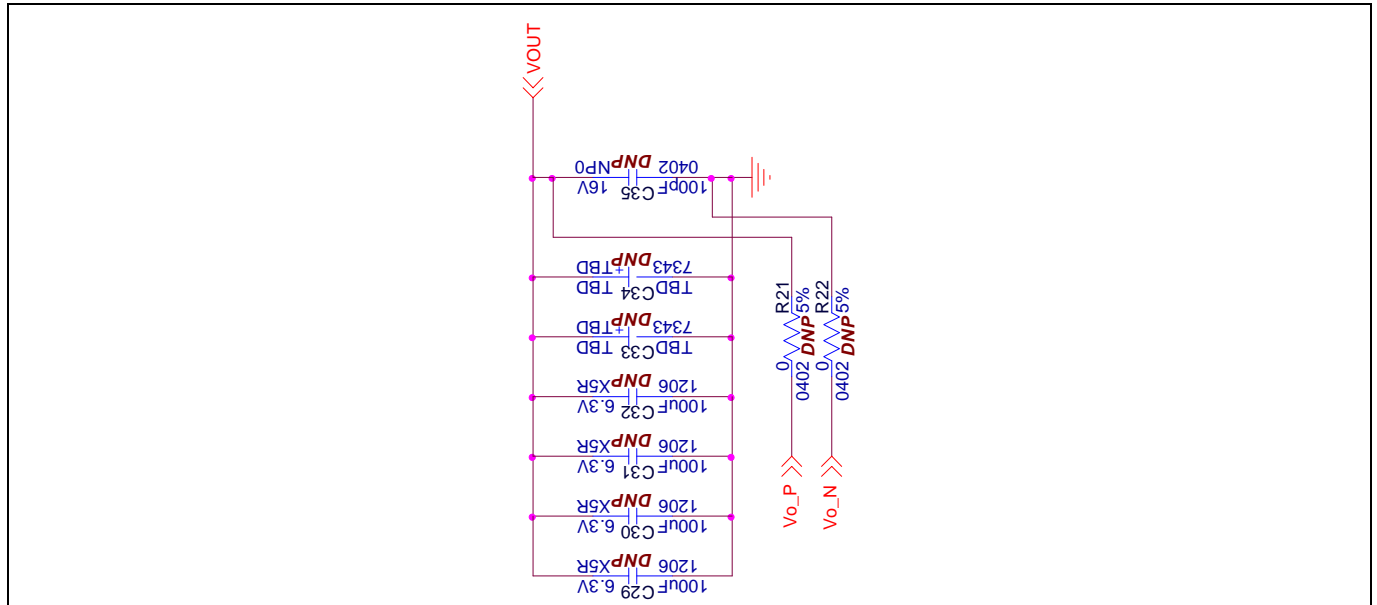 VOUT
NP0 DNP 0402
16V C35 100pF
TBD + DNP 7343
TBD C34 TBD
TBD + DNP 7343
TBD C33 TBD
X5R DNP 1206
6.3V C32 100uF
X5R DNP 1206
6.3V C31 100uF
X5R DNP 1206
6.3V C30 100uF
X5R DNP 1206
6.3V C29 100uF
R21
DNP 5%
0
0402
R22
DNP 5%
0
0402
Vo_P
Vo_N